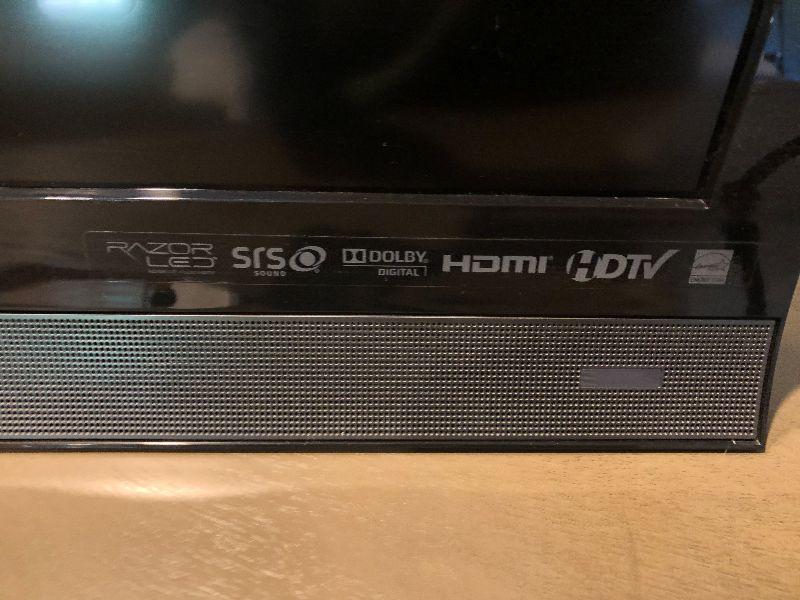 RAZOR LED
SRS SOUND
DOLBY DIGITAL
HDMI
HDTV